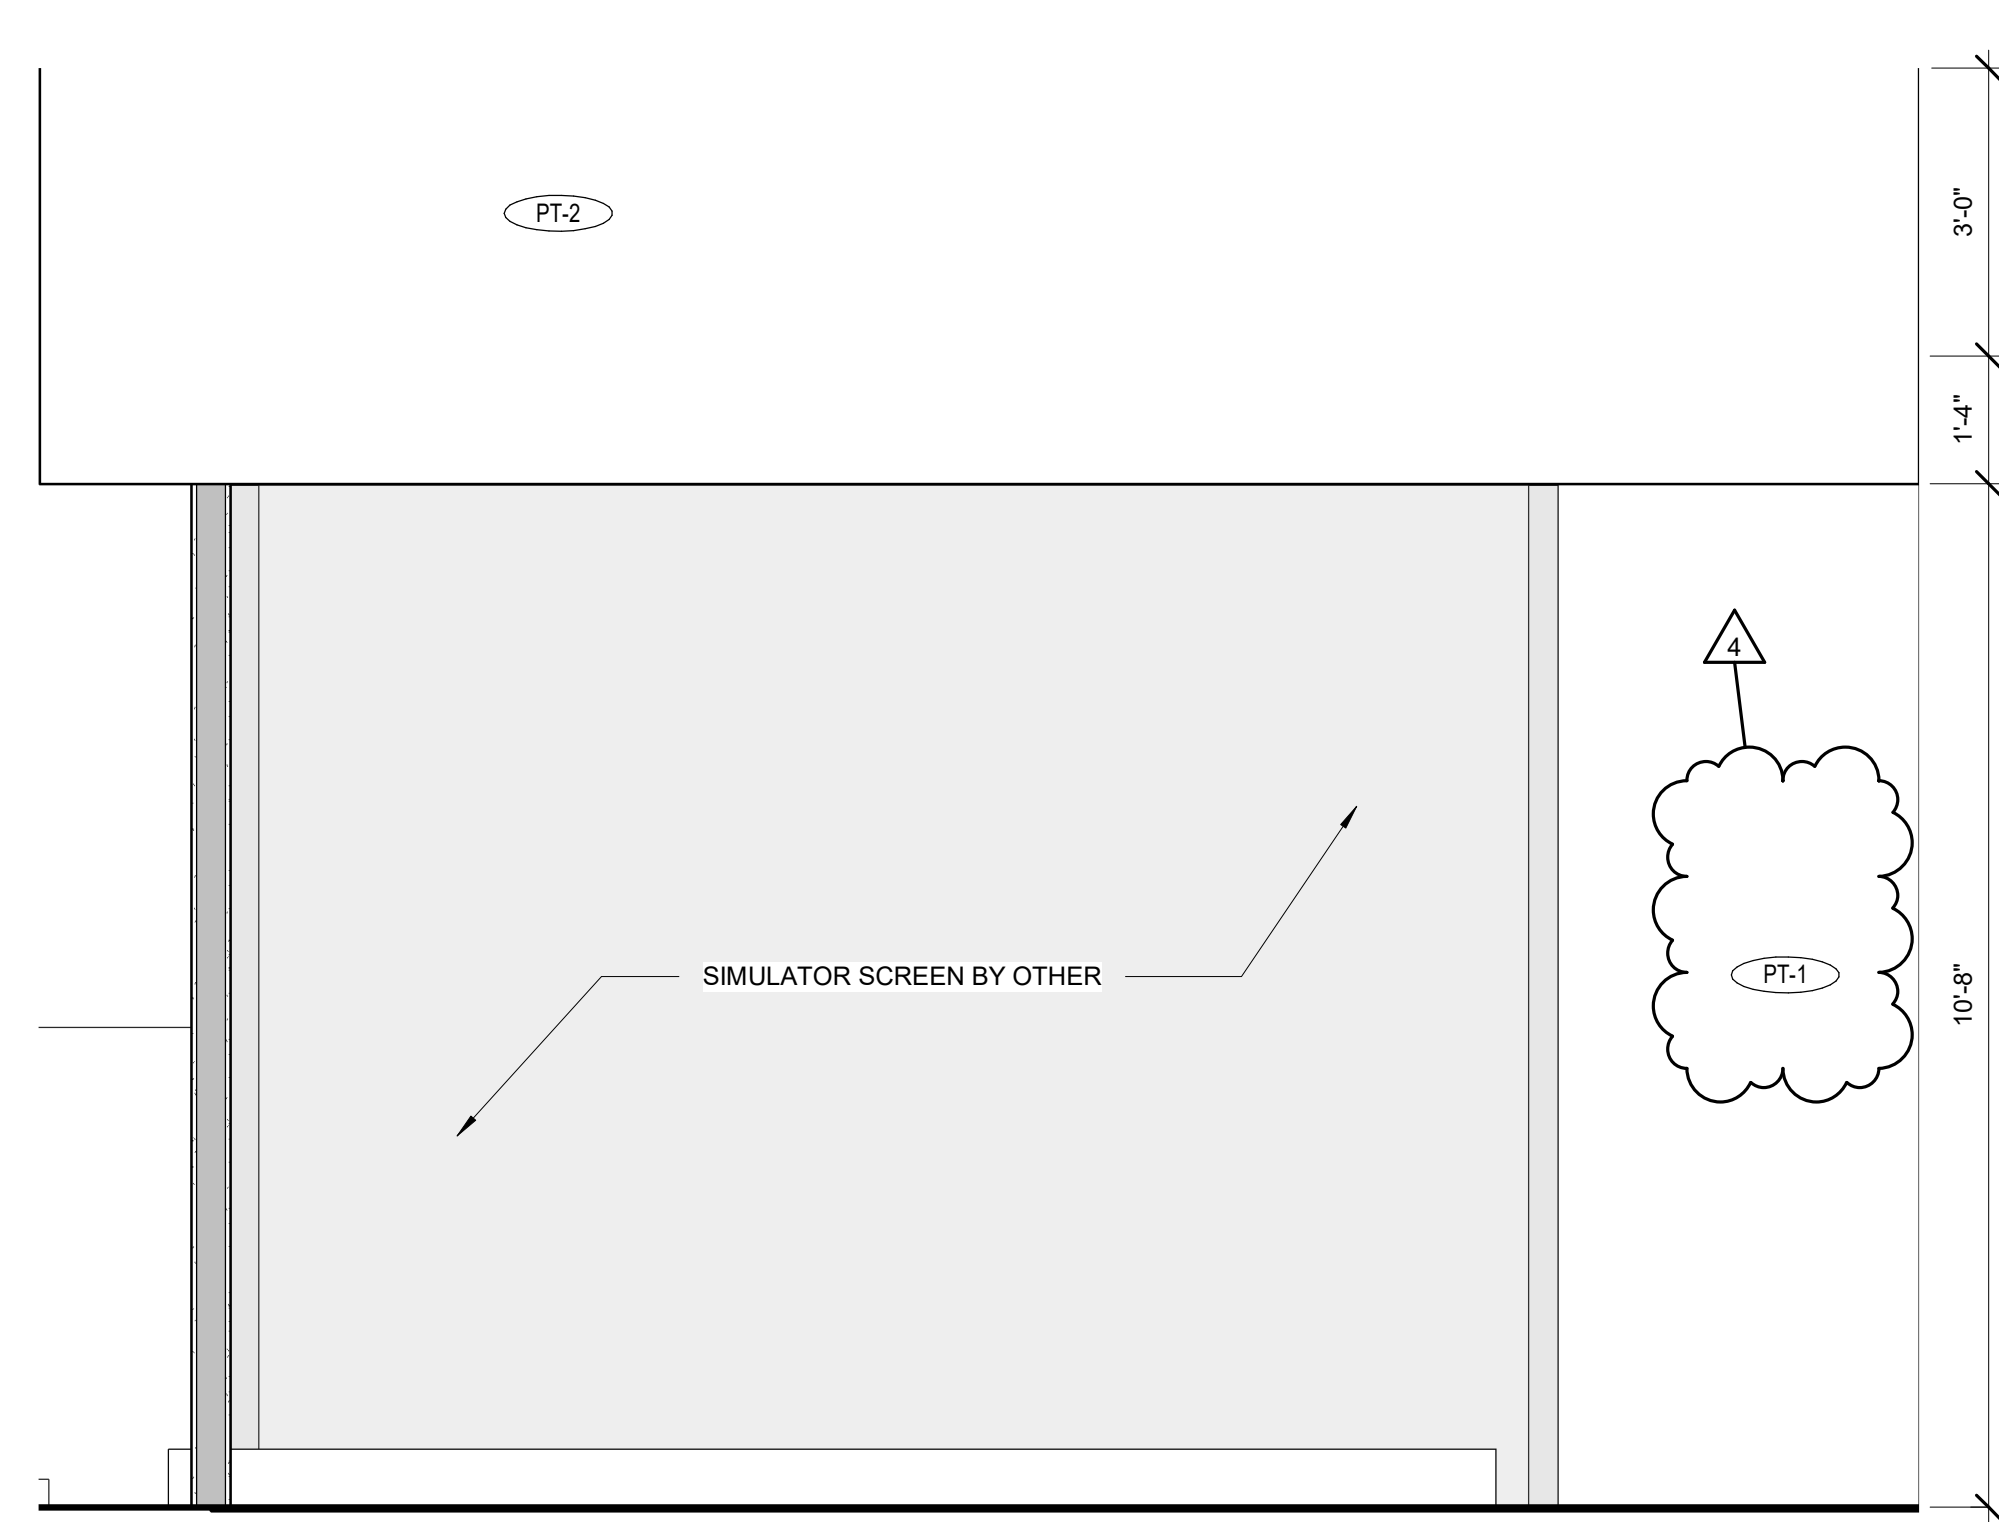 PT-2
3'-0"
1'-4"
4
SIMULATOR SCREEN BY OTHER
PT-1
10'-8"